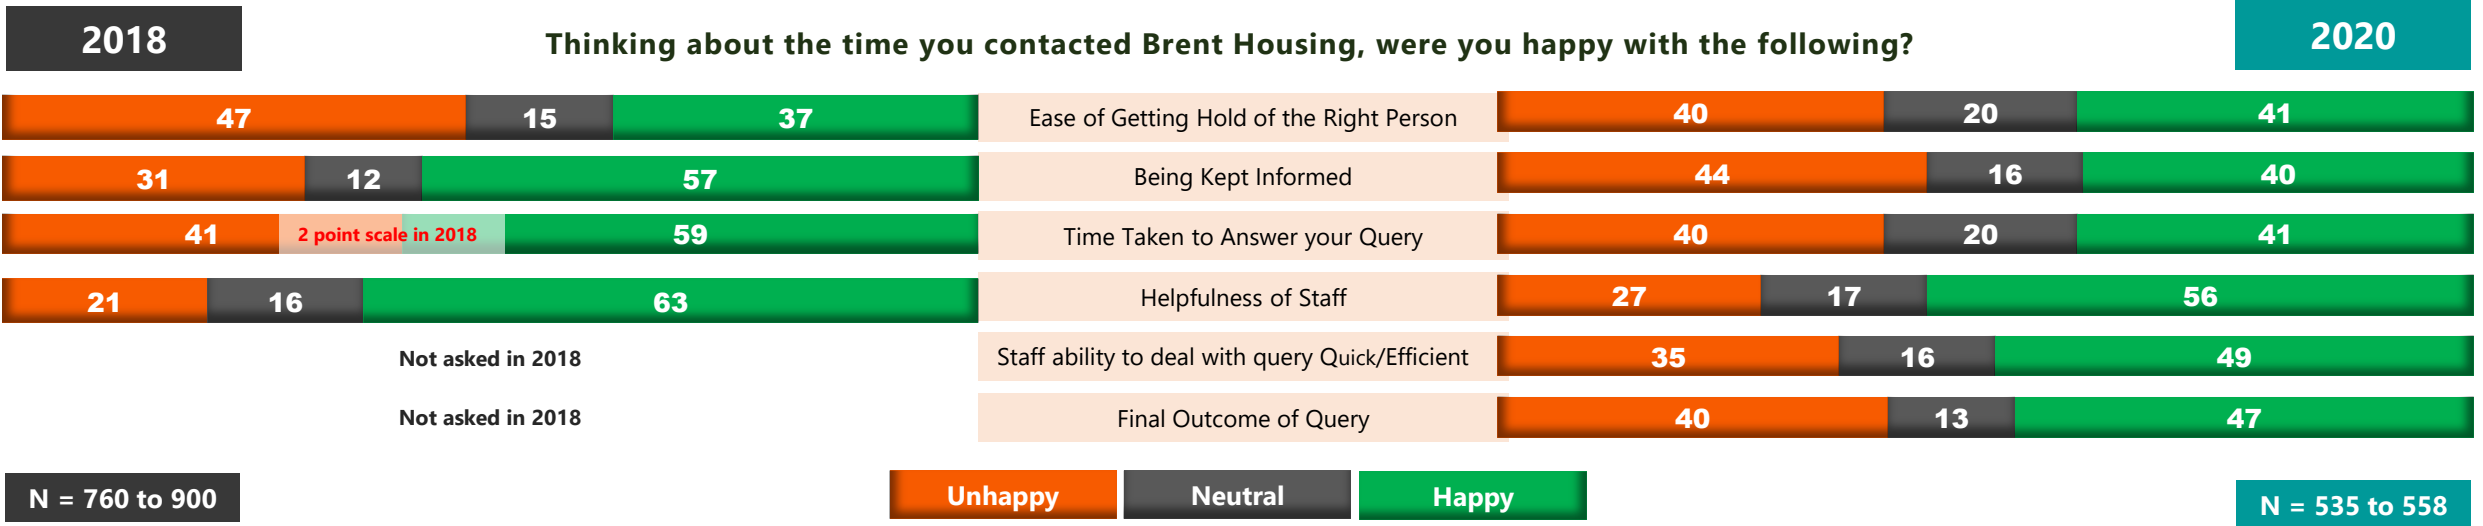 2018
Thinking about the time you contacted Brent Housing, were you happy with the following?
2020
47 15 37 Ease of Getting Hold of the Right Person 40 20 41
31 12 57 Being Kept Informed 44 16 40
41 2 point scale in 2018 59 Time Taken to Answer your Query 40 20 41
21 16 63 Helpfulness of Staff 27 17 56
Not asked in 2018 Staff ability to deal with query Quick/Efficient 35 16 49
Not asked in 2018 Final Outcome of Query 40 13 47
N = 760 to 900
Unhappy Neutral Happy
N = 535 to 558